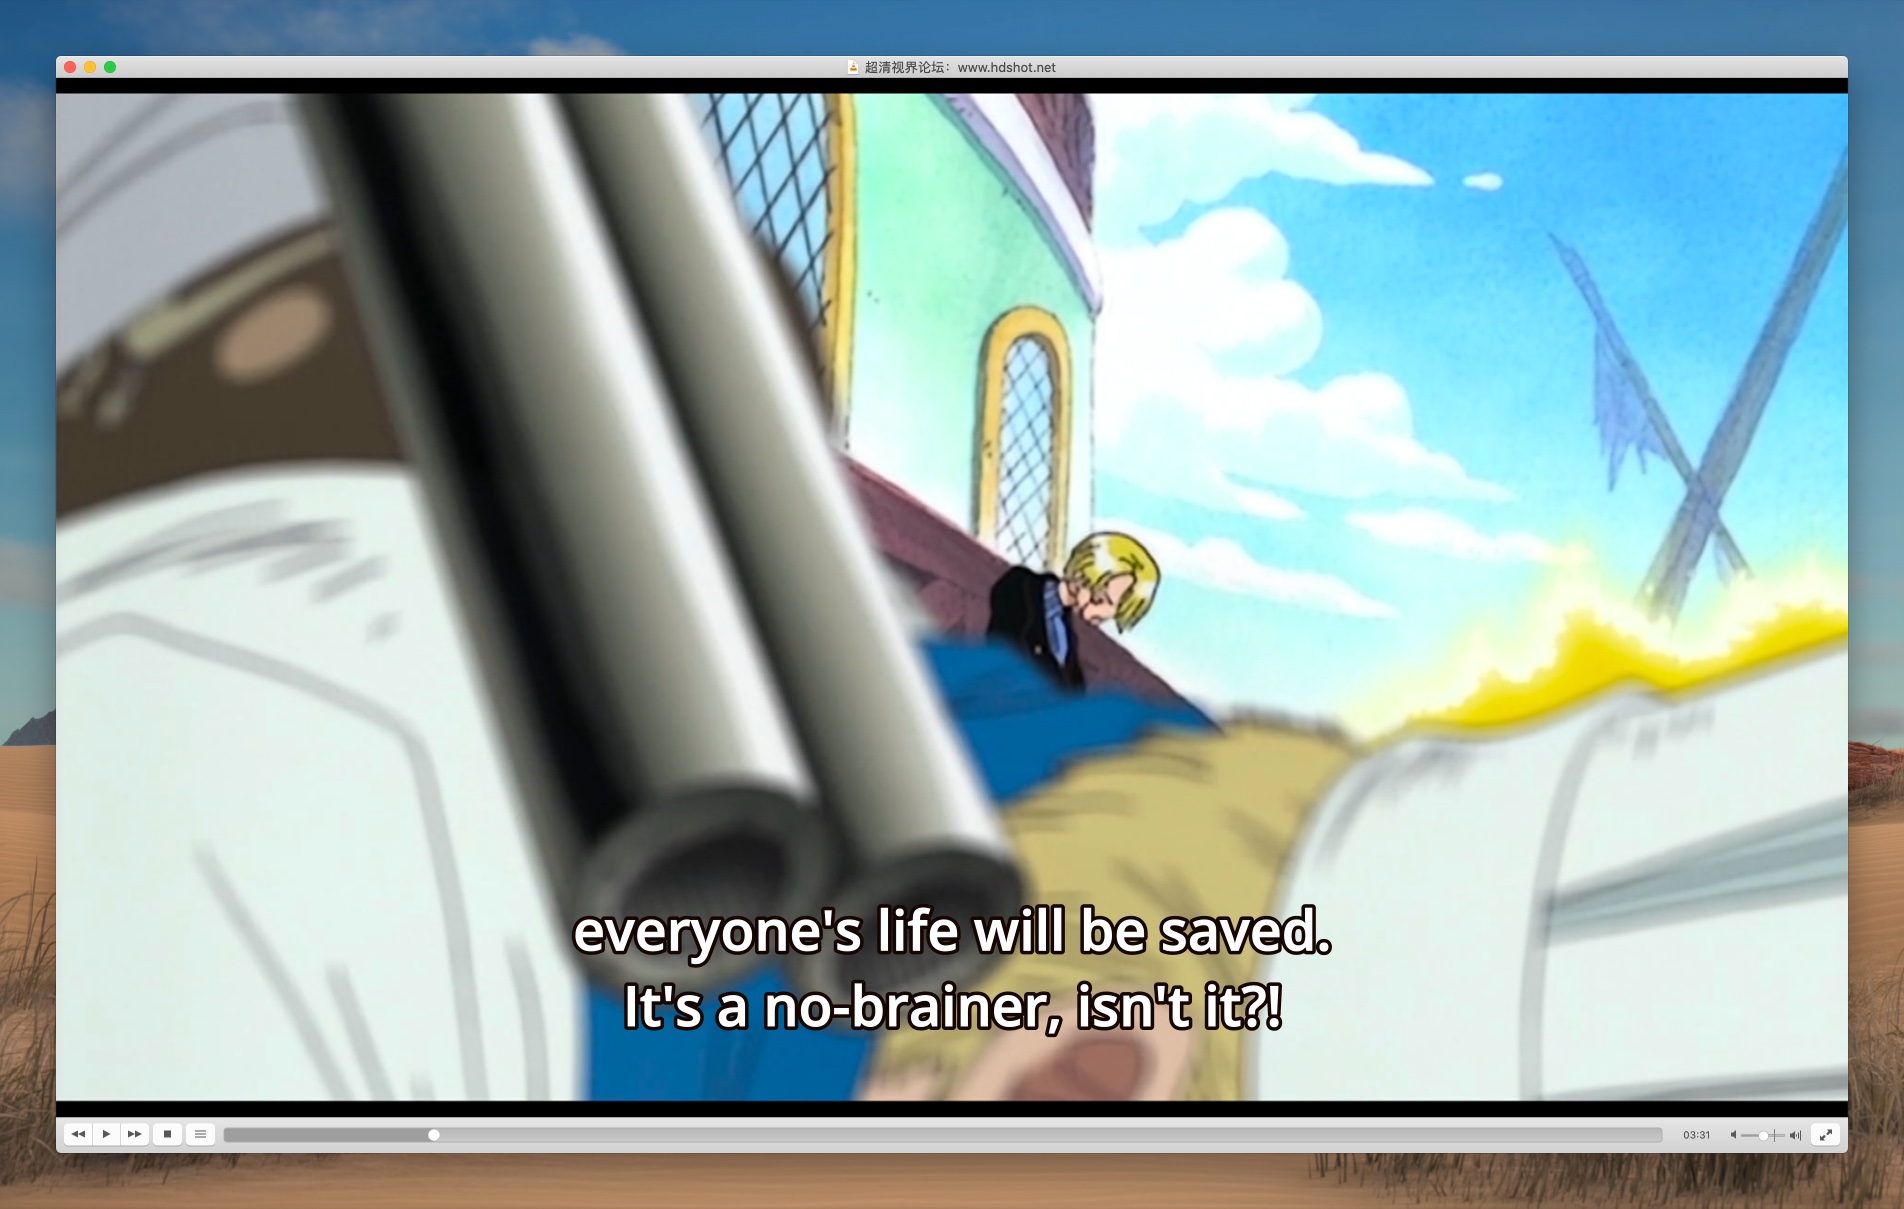 超清视界论坛：www.hdshot.net
everyone's life will be saved.
It's a no-brainer, isn't it?!
03:31